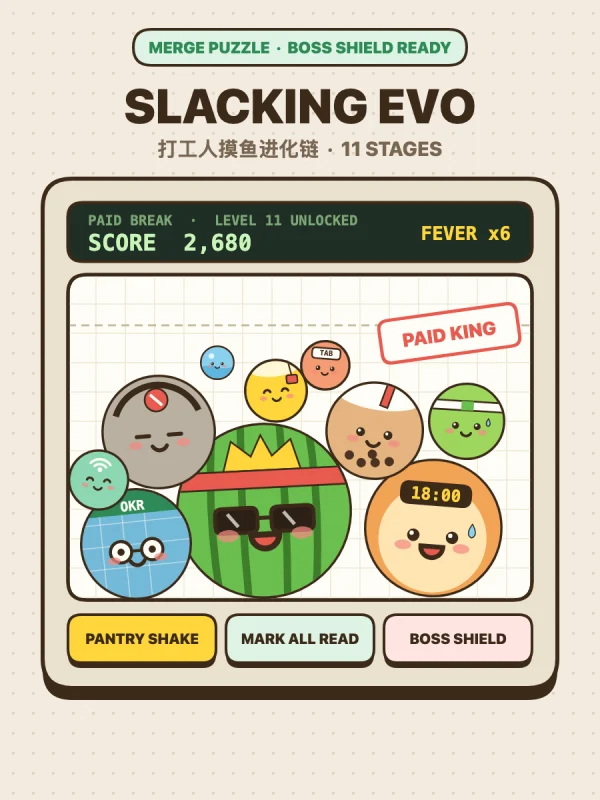 MERGE PUZZLE · BOSS SHIELD READY
SLACKING EVO
打工人摸鱼进化链 · 11 STAGES
PAID BREAK · LEVEL 11 UNLOCKED
SCORE 2,680
FEVER x6
PAID KING
TAB
18:00
OKR
PANTRY SHAKE
MARK ALL READ
BOSS SHIELD